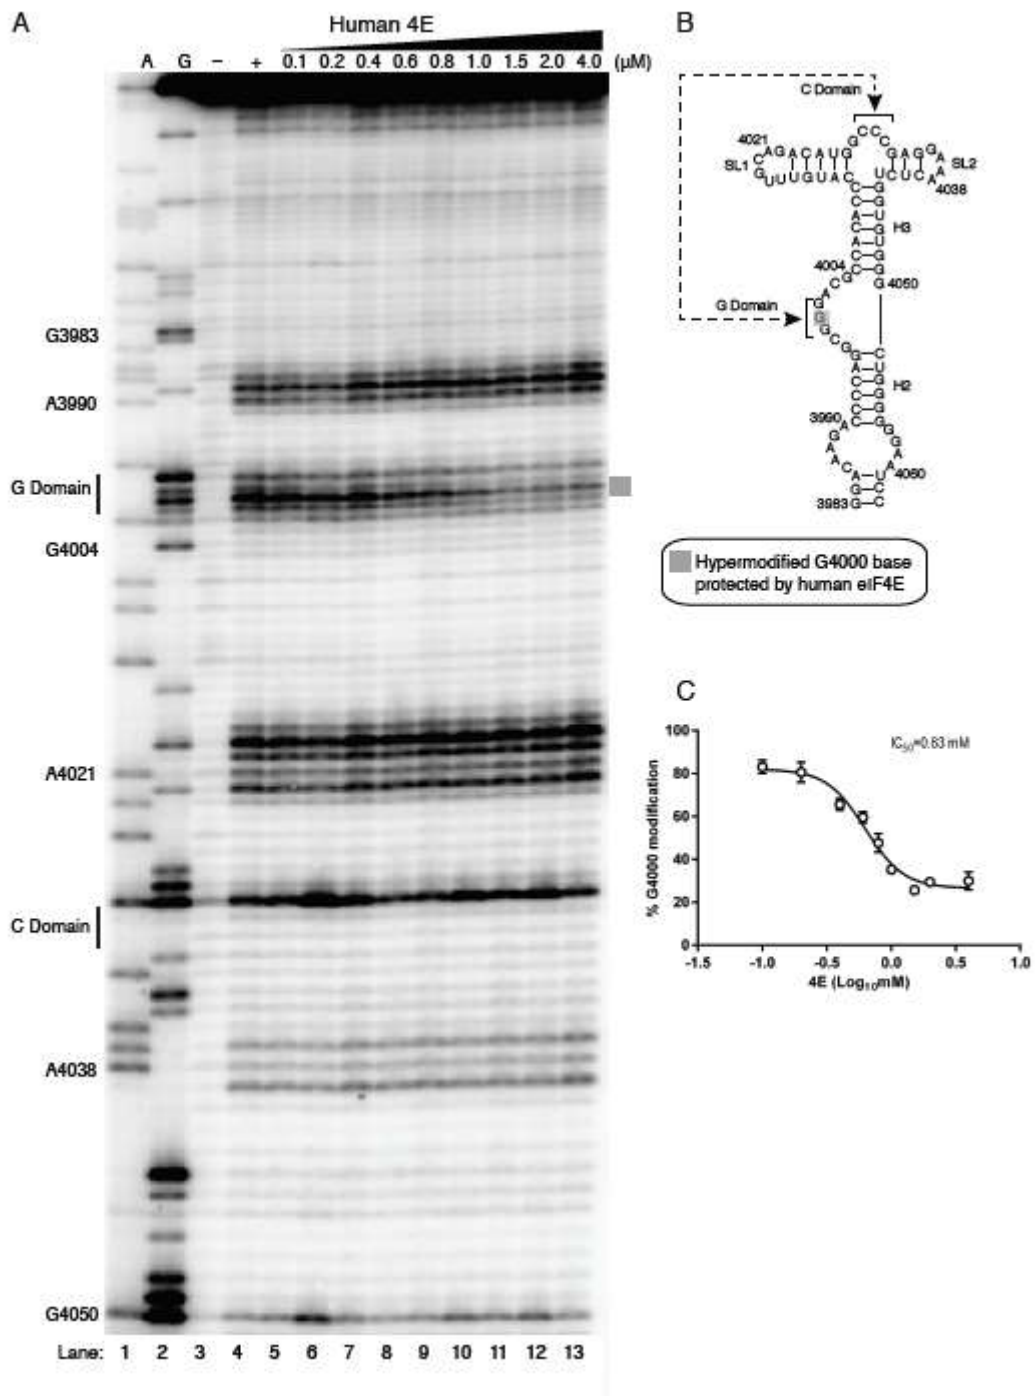 A
Human 4E
A G – + 0.1 0.2 0.4 0.6 0.8 1.0 1.5 2.0 4.0 (µM)
G3983
A3990
G Domain
G4004
A4021
C Domain
A4038
G4050
Lane: 1 2 3 4 5 6 7 8 9 10 11 12 13
B
C Domain
4021
SL1
SL2
4038
H3
4004
4050
G Domain
H2
3990
4060
3983
Hypermodified G4000 base
protected by human eIF4E
C
IC50=0.63 mM
100
80
60
40
20
0
% G4000 modification
-1.5 -1.0 -0.5 0.0 0.5 1.0
4E (Log10mM)